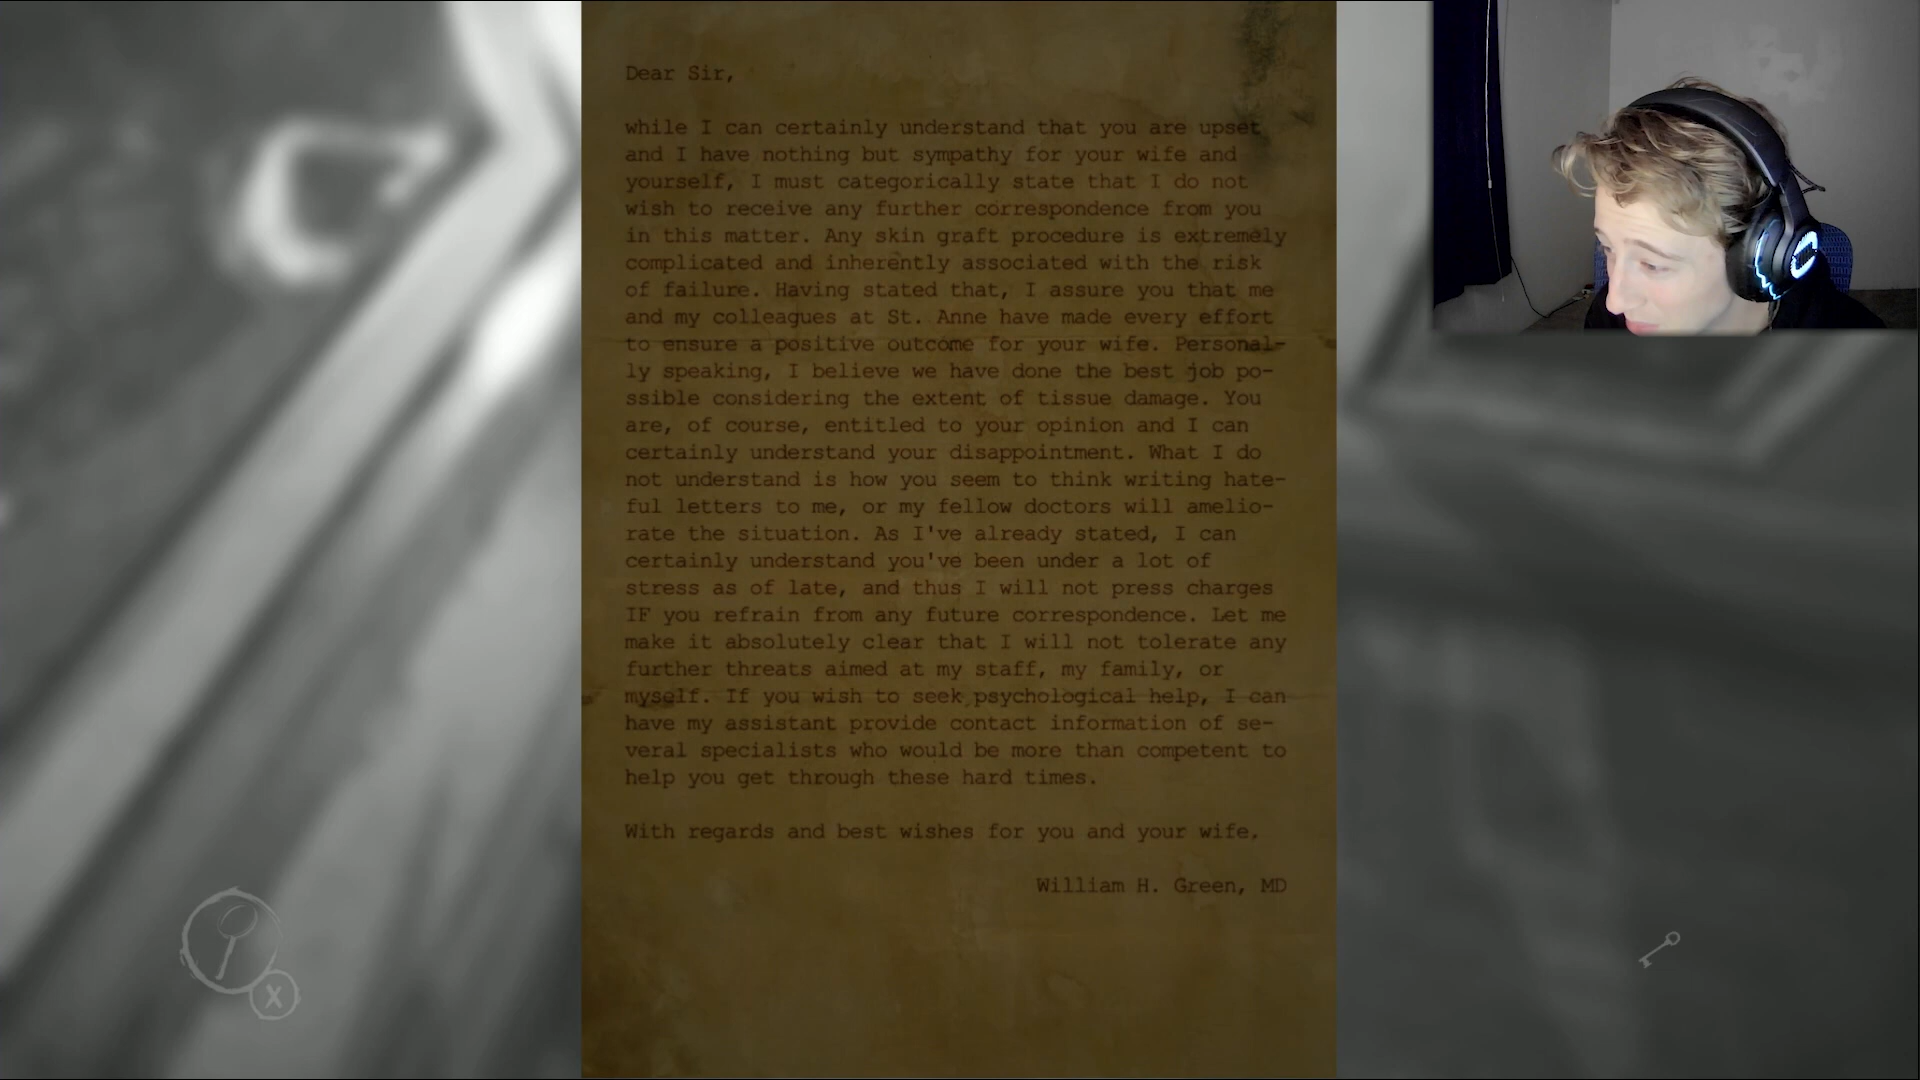 Dear Sir,
while I can certainly understand that you are upset
and I have nothing but sympathy for your wife and
yourself, I must categorically state that I do not
wish to receive any further correspondence from you
in this matter. Any skin graft procedure is extremely
complicated and inherently associated with the risk
of failure. Having stated that, I assure you that me
and my colleagues at St. Anne have made every effort
to ensure a positive outcome for your wife. Personal-
ly speaking, I believe we have done the best job po-
ssible considering the extent of tissue damage. You
are, of course, entitled to your opinion and I can
certainly understand your disappointment. What I do
not understand is how you seem to think writing hate-
ful letters to me, or my fellow doctors will amelio-
rate the situation. As I've already stated, I can
certainly understand you've been under a lot of
stress as of late, and thus I will not press charges
IF you refrain from any future correspondence. Let me
make it absolutely clear that I will not tolerate any
further threats aimed at my staff, my family, or
myself. If you wish to seek psychological help, I can
have my assistant provide contact information of se-
veral specialists who would be more than competent to
help you get through these hard times.
With regards and best wishes for you and your wife.
William H. Green, MD
X